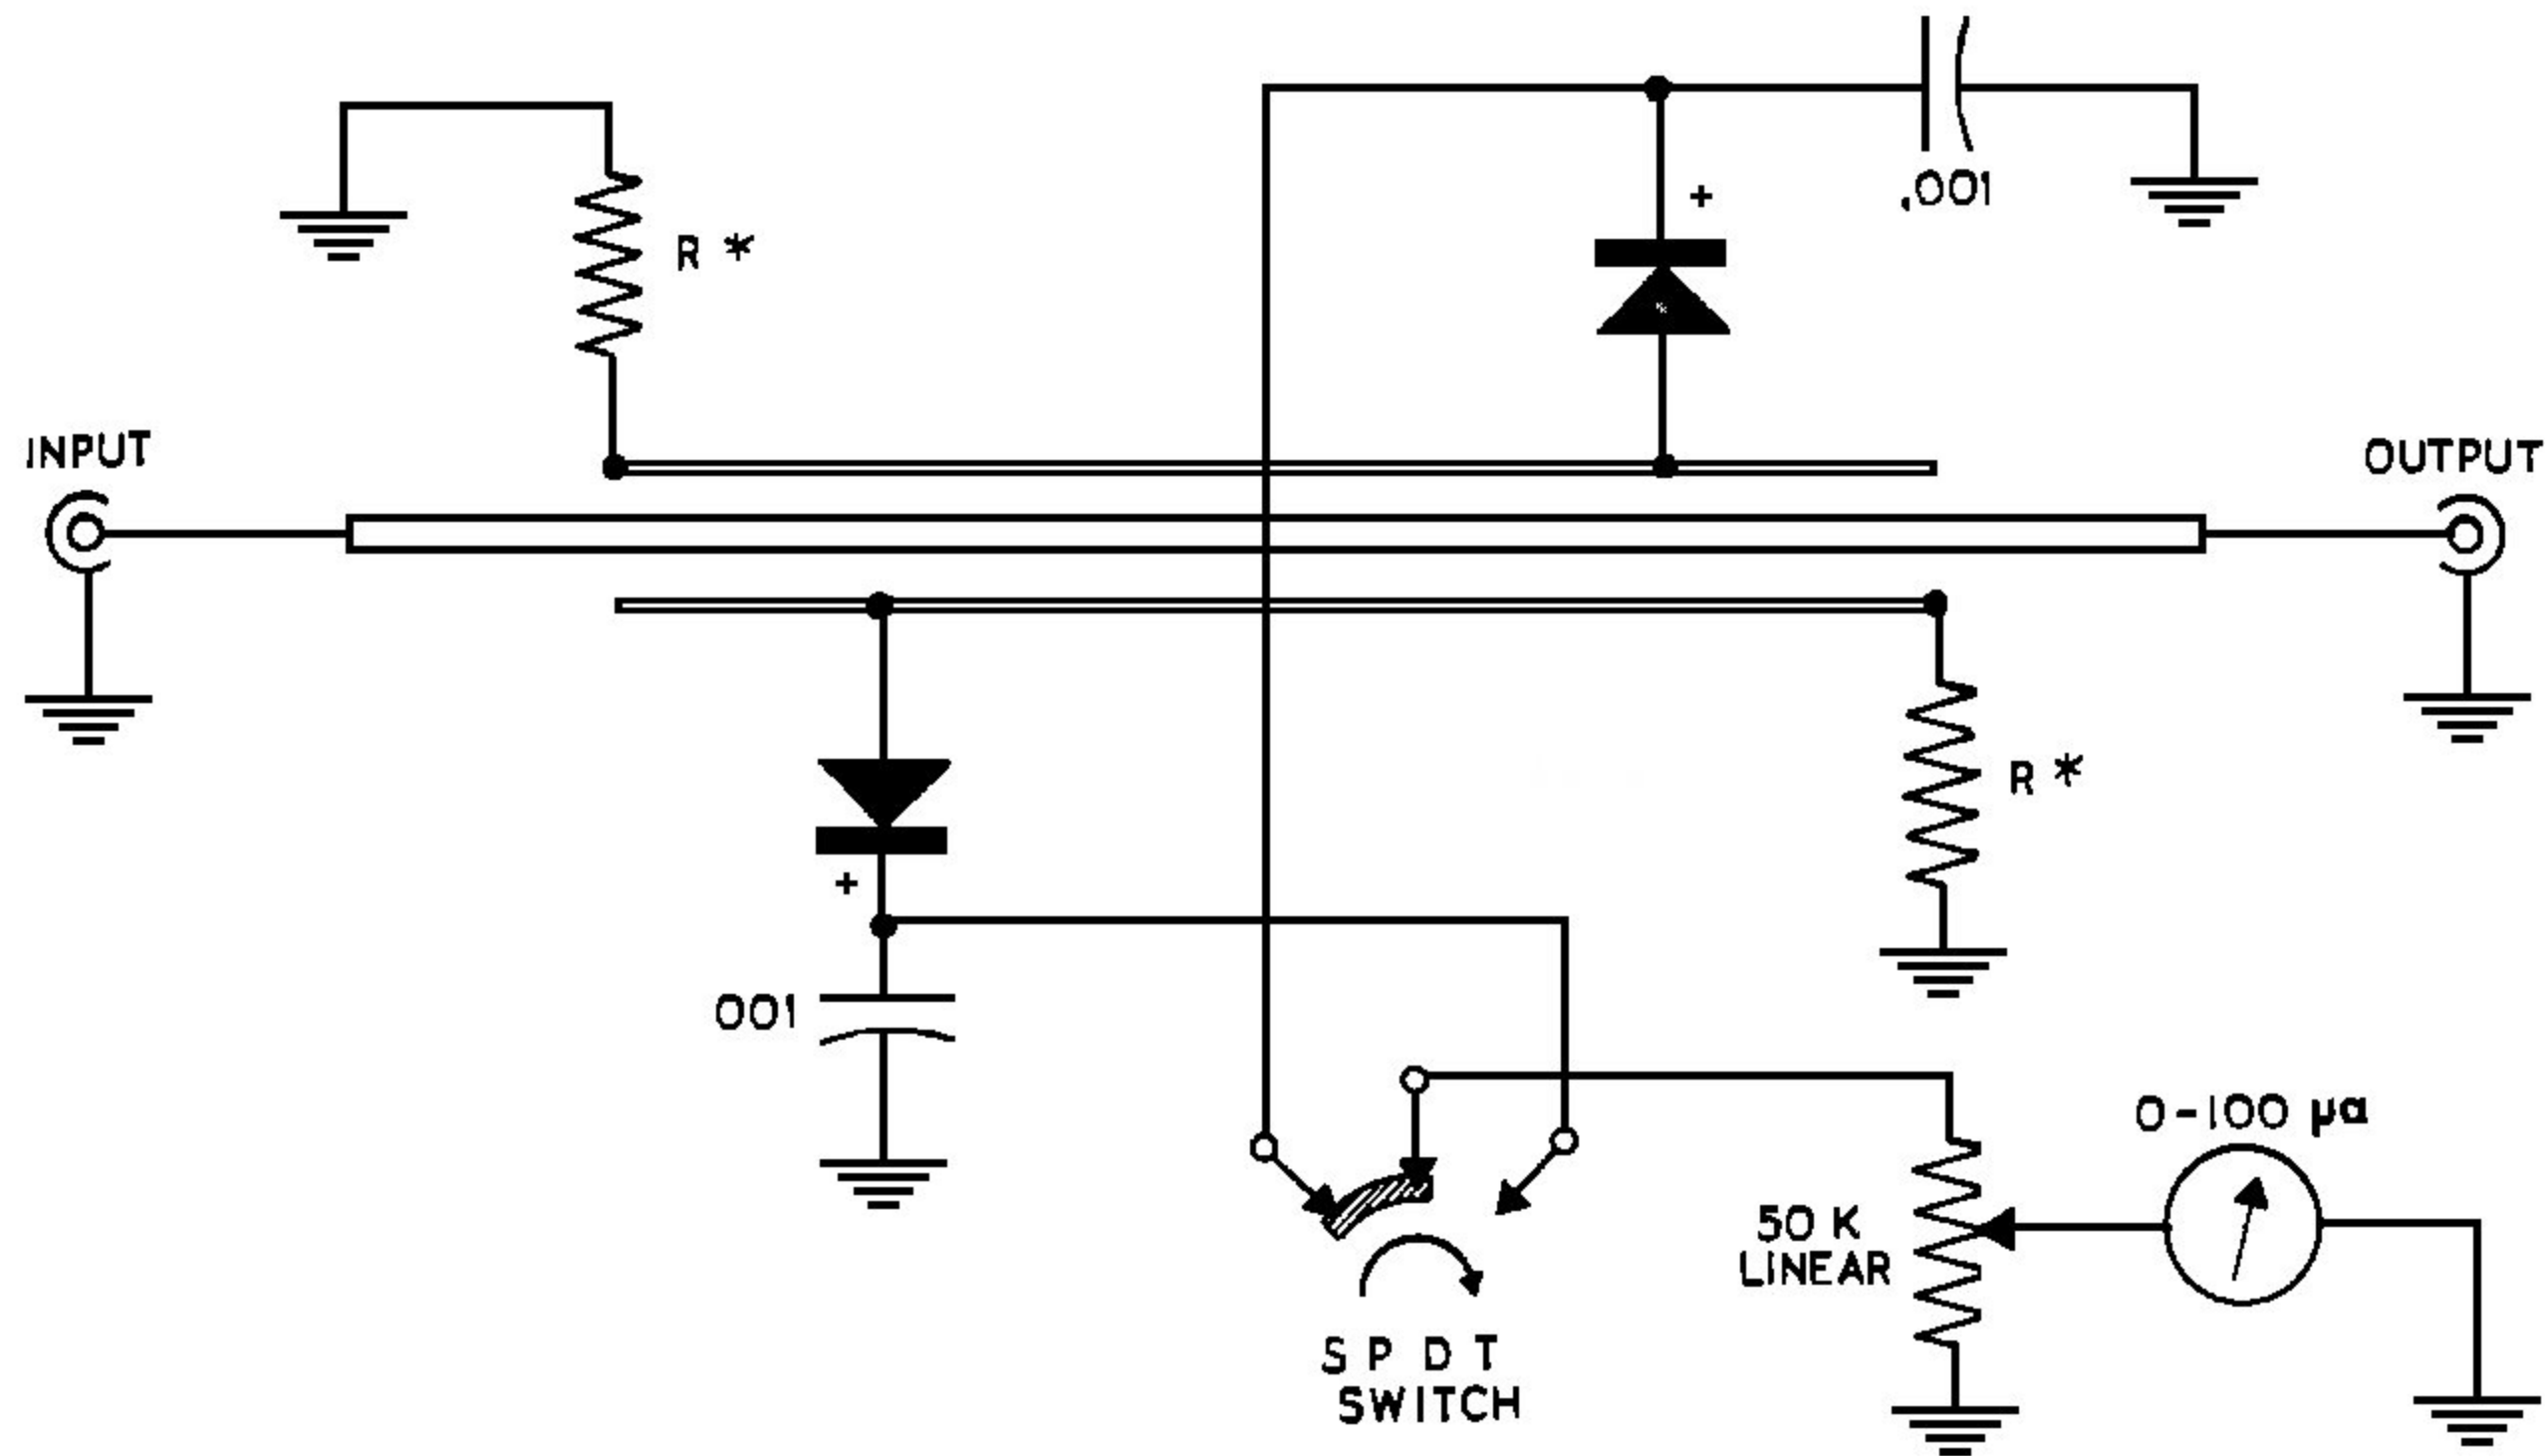 .001
+
R *
INPUT
OUTPUT
R *
+
001
0-100 µa
50 K
LINEAR
S P D T
SWITCH